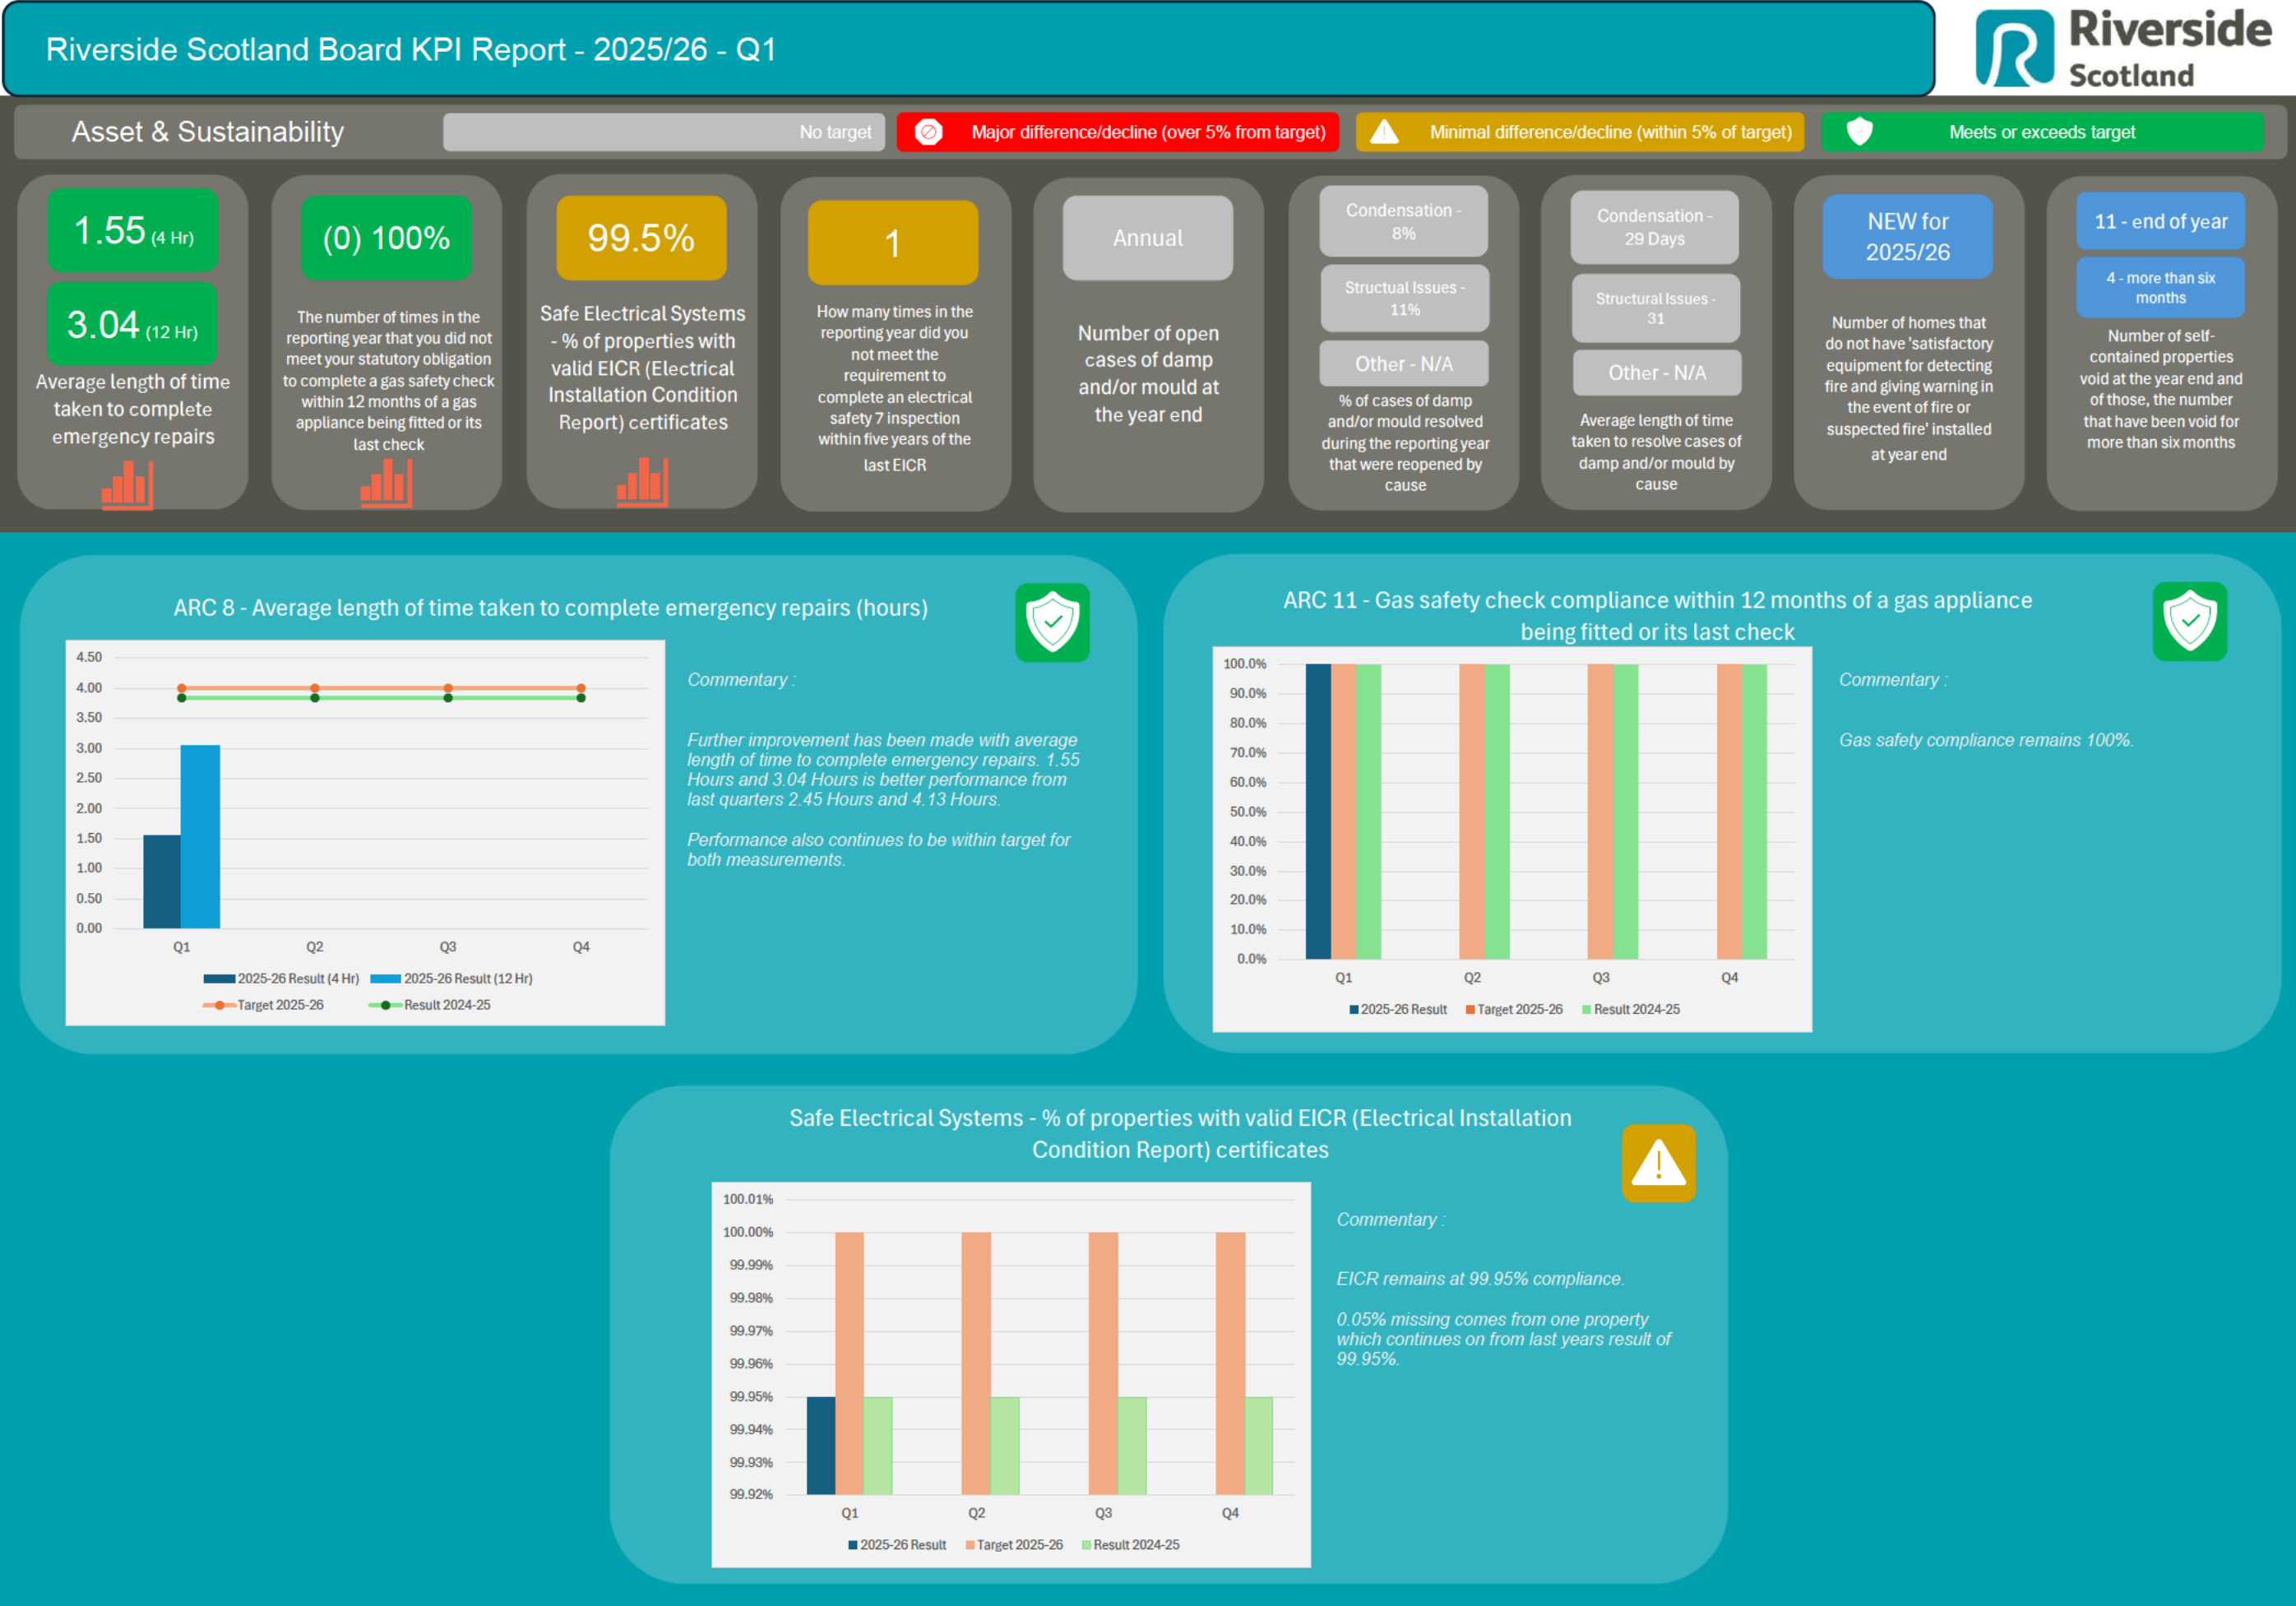 Riverside Scotland Board KPI Report - 2025/26 - Q1
Riverside
Scotland
Asset & Sustainability
No target
Major difference/decline (over 5% from target)
Minimal difference/decline (within 5% of target)
Meets or exceeds target
1.55 (4 Hr)
3.04 (12 Hr)
Average length of time
taken to complete
emergency repairs
(0) 100%
The number of times in the
reporting year that you did not
meet your statutory obligation
to complete a gas safety check
within 12 months of a gas
appliance being fitted or its
last check
99.5%
Safe Electrical Systems
- % of properties with
valid EICR (Electrical
Installation Condition
Report) certificates
1
How many times in the
reporting year did you
not meet the
requirement to
complete an electrical
safety 7 inspection
within five years of the
last EICR
Annual
Number of open
cases of damp
and/or mould at
the year end
Condensation -
8%
Structual Issues -
11%
Other - N/A
% of cases of damp
and/or mould resolved
during the reporting year
that were reopened by
cause
Condensation -
29 Days
Structural Issues -
31
Other - N/A
Average length of time
taken to resolve cases of
damp and/or mould by
cause
NEW for
2025/26
Number of homes that
do not have 'satisfactory
equipment for detecting
fire and giving warning in
the event of fire or
suspected fire' installed
at year end
11 - end of year
4 - more than six
months
Number of self-
contained properties
void at the year end and
of those, the number
that have been void for
more than six months
ARC 8 - Average length of time taken to complete emergency repairs (hours)
4.50
4.00
3.50
3.00
2.50
2.00
1.50
1.00
0.50
0.00
Q1 Q2 Q3 Q4
2025-26 Result (4 Hr) 2025-26 Result (12 Hr)
Target 2025-26 Result 2024-25
Commentary :
Further improvement has been made with average
length of time to complete emergency repairs. 1.55
Hours and 3.04 Hours is better performance from
last quarters 2.45 Hours and 4.13 Hours.
Performance also continues to be within target for
both measurements.
ARC 11 - Gas safety check compliance within 12 months of a gas appliance
being fitted or its last check
100.0%
90.0%
80.0%
70.0%
60.0%
50.0%
40.0%
30.0%
20.0%
10.0%
0.0%
Q1 Q2 Q3 Q4
2025-26 Result Target 2025-26 Result 2024-25
Commentary :
Gas safety compliance remains 100%.
Safe Electrical Systems - % of properties with valid EICR (Electrical Installation
Condition Report) certificates
100.01%
100.00%
99.99%
99.98%
99.97%
99.96%
99.95%
99.94%
99.93%
99.92%
Q1 Q2 Q3 Q4
2025-26 Result Target 2025-26 Result 2024-25
Commentary :
EICR remains at 99.95% compliance.
0.05% missing comes from one property
which continues on from last years result of
99.95%.